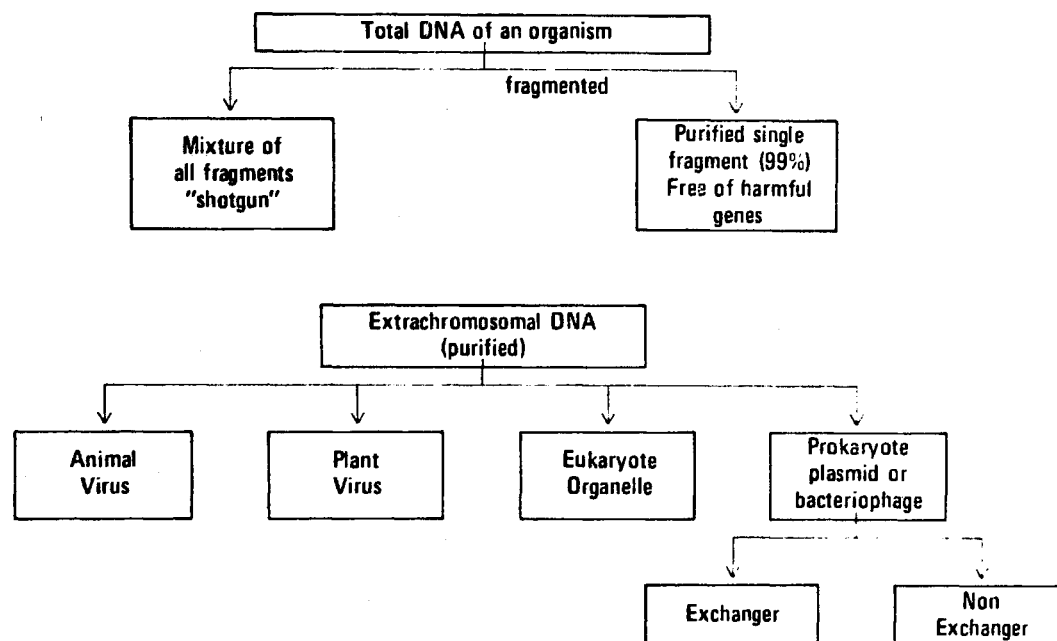 Total DNA of an organism
fragmented
Mixture of
all fragments
"shotgun"
Purified single
fragment (99%)
Free of harmful
genes
Extrachromosomal DNA
(purified)
Animal
Virus
Plant
Virus
Eukaryote
Organelle
Prokaryote
plasmid or
bacteriophage
Exchanger
Non
Exchanger